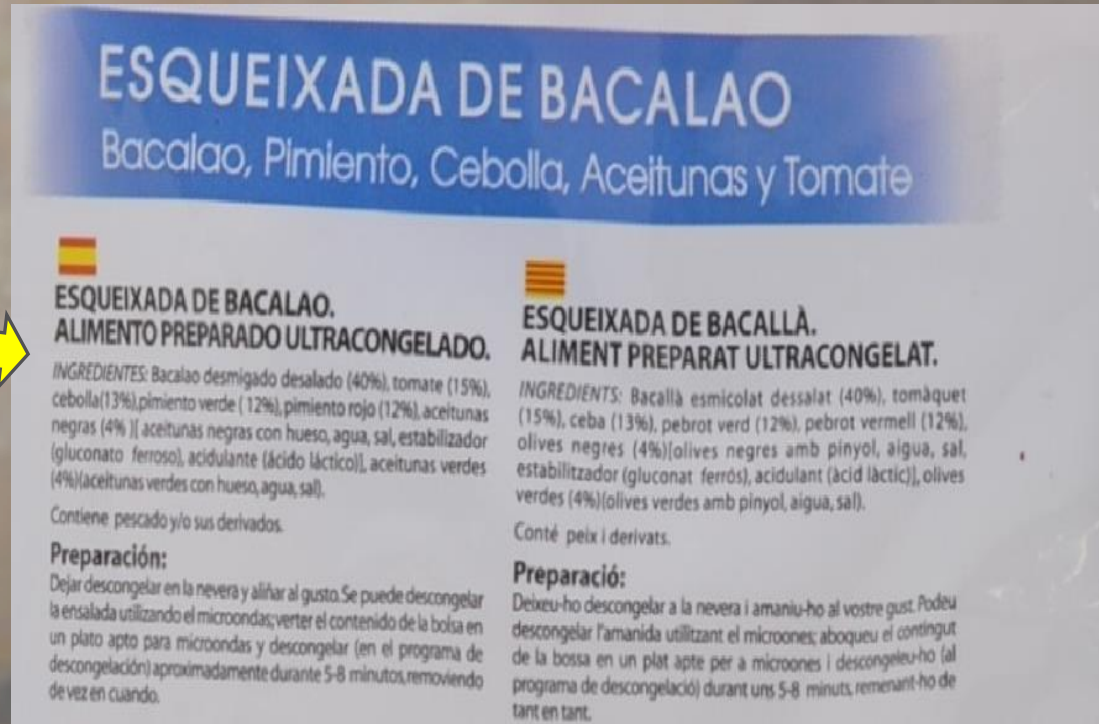 ESQUEIXADA DE BACALAO
Bacalao, Pimiento, Cebolla, Aceitunas y Tomate
ESQUEIXADA DE BACALAO.
ALIMENTO PREPARADO ULTRACONGELADO.
INGREDIENTES: Bacalao desmigado desalado (40%), tomate (15%),
cebolla(13%),pimiento verde ( 12%), pimiento rojo (12%), aceitunas
negras (4% )[ aceitunas negras con hueso, agua, sal, estabilizador
(gluconato ferroso), acidulante (ácido láctico)], aceitunas verdes
(4%)(aceitunas verdes con hueso, agua, sal).
Contiene pescado y/o sus derivados.
Preparación:
Dejar descongelar en la nevera y aliñar al gusto. Se puede descongelar
la ensalada utilizando el microondas; verter el contenido de la bolsa en
un plato apto para microondas y descongelar (en el programa de
descongelación) aproximadamente durante 5-8 minutos, removiendo
de vez en cuando.
ESQUEIXADA DE BACALLÀ.
ALIMENT PREPARAT ULTRACONGELAT.
INGREDIENTS: Bacallà esmicolat dessalat (40%), tomàquet
(15%), ceba (13%), pebrot verd (12%), pebrot vermell (12%),
olives negres (4%)[olives negres amb pinyol, aigua, sal,
estabilitzador (gluconat ferrós), acidulant (àcid làctic)], olives
verdes (4%)(olives verdes amb pinyol, aigua, sal).
Conté peix i derivats.
Preparació:
Deixeu-ho descongelar a la nevera i amaniu-ho al vostre gust. Podeu
descongelar l'amanida utilitzant el microones; aboqueu el contingut
de la bossa en un plat apte per a microones i descongeleu-ho (al
programa de descongelació) durant uns 5-8 minuts, remenant-ho de
tant en tant.